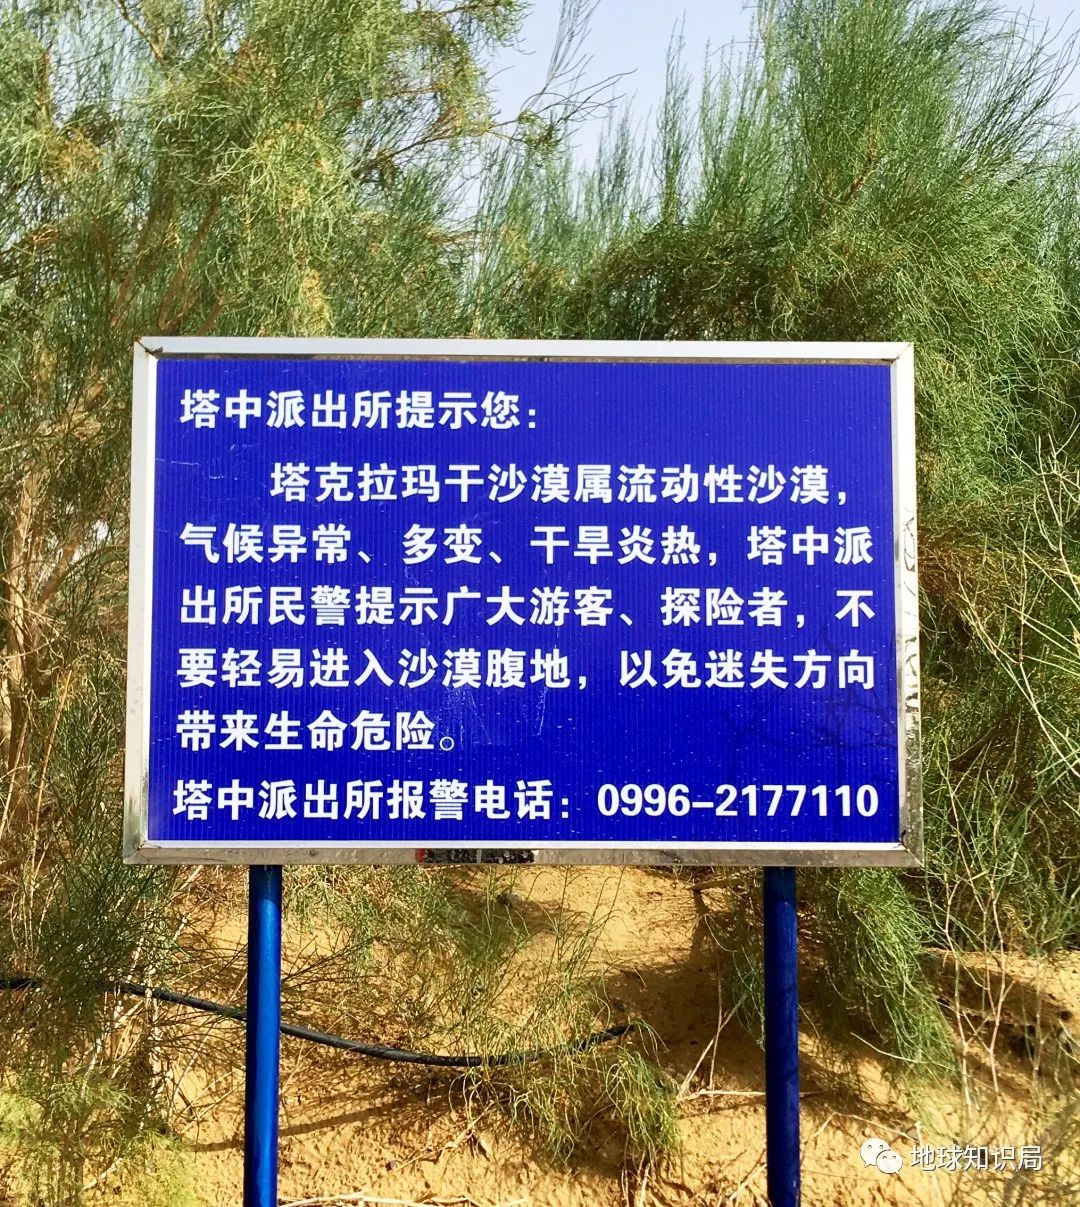 塔中派出所提示您：
塔克拉玛干沙漠属流动性沙漠，
气候异常、多变、干旱炎热，塔中派
出所民警提示广大游客、探险者，不
要轻易进入沙漠腹地，以免迷失方向
带来生命危险。
塔中派出所报警电话：0996-2177110
地球知识局